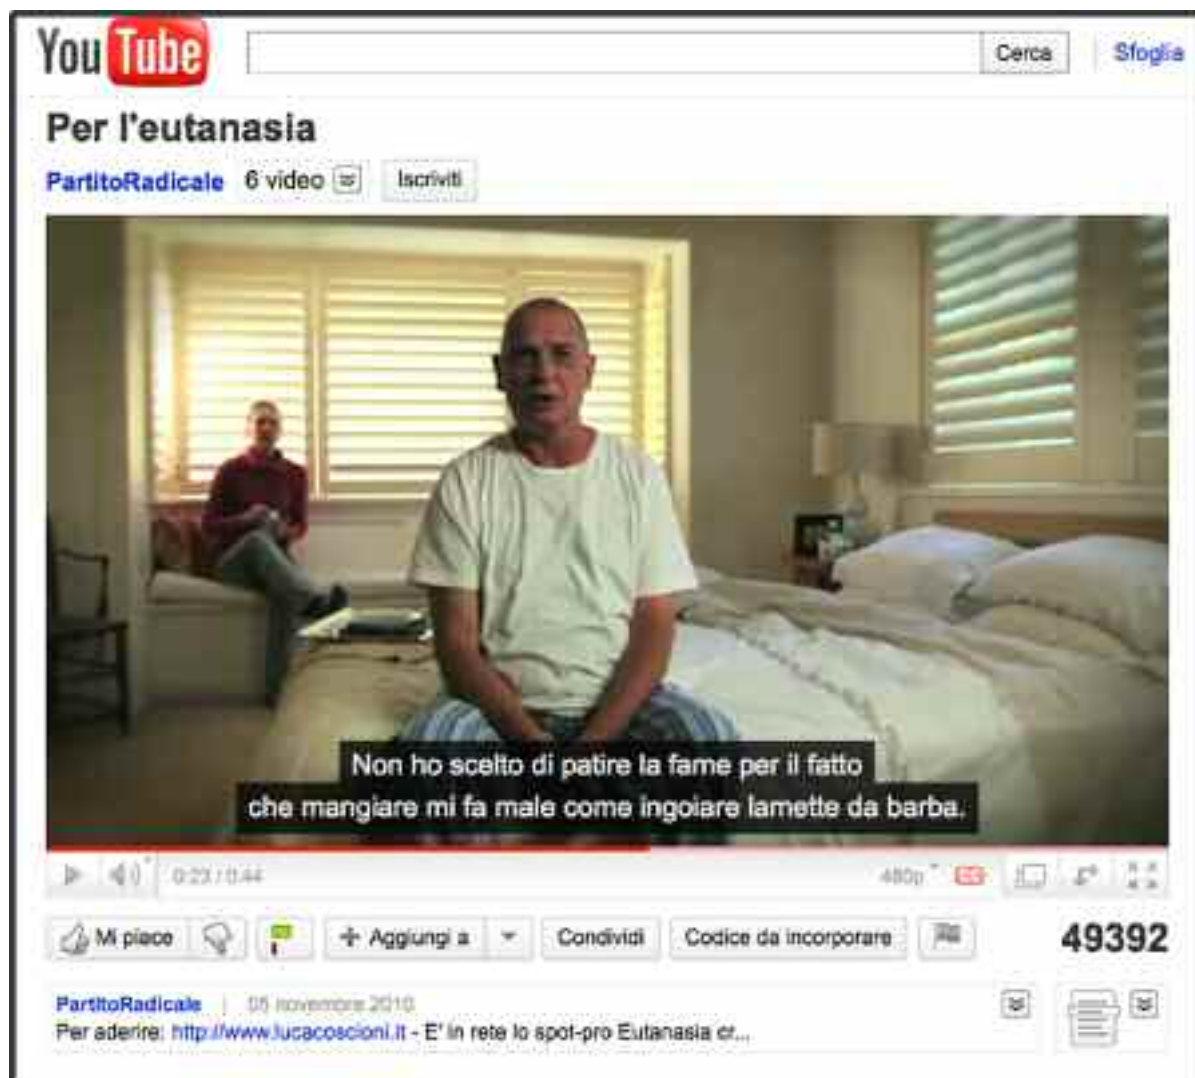 YouTube
Cerca
Sfoglia
Per l'eutanasia
PartitoRadicale 6 video Iscriviti
Non ho scelto di patire la fame per il fatto
che mangiare mi fa male come ingoiare lamette da barba.
0:23 / 0:44 480p CC
Mi piace Aggiungi a Condividi Codice da incorporare 49392
PartitoRadicale | 05 novembre 2010
Per aderire: http://www.lucacoscioni.it - E' in rete lo spot-pro Eutanasia cr...